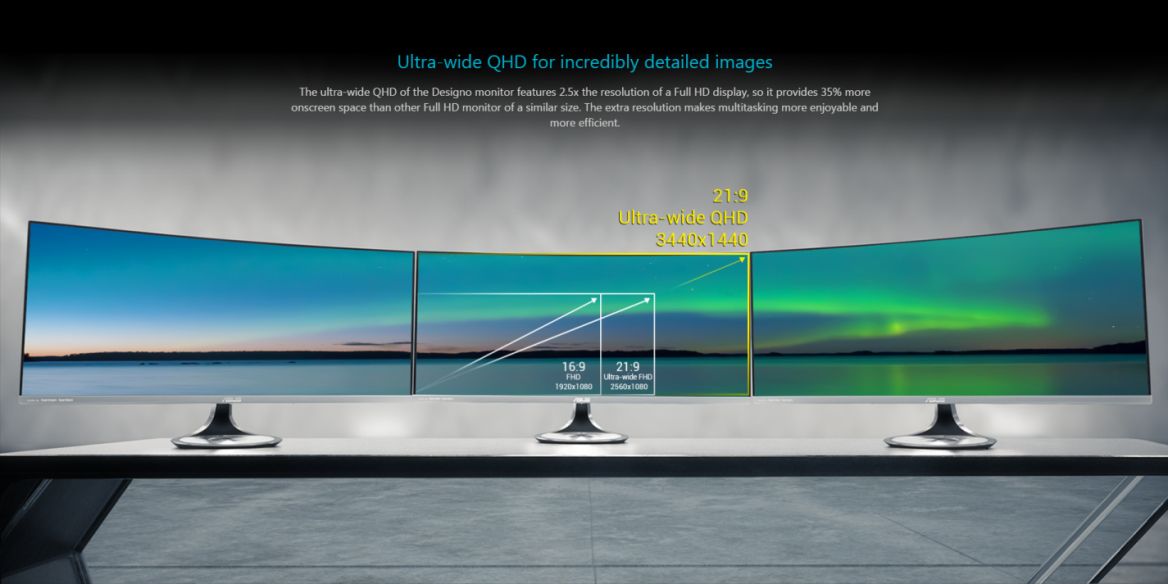 Ultra-wide QHD for incredibly detailed images
The ultra-wide QHD of the Designo monitor features 2.5x the resolution of a Full HD display, so it provides 35% more
onscreen space than other Full HD monitor of a similar size. The extra resolution makes multitasking more enjoyable and
more efficient.
21:9
Ultra-wide QHD
3440x1440
16:9
FHD
1920x1080
21:9
Ultra-wide FHD
2560x1080
ASUS
ASUS
ASUS